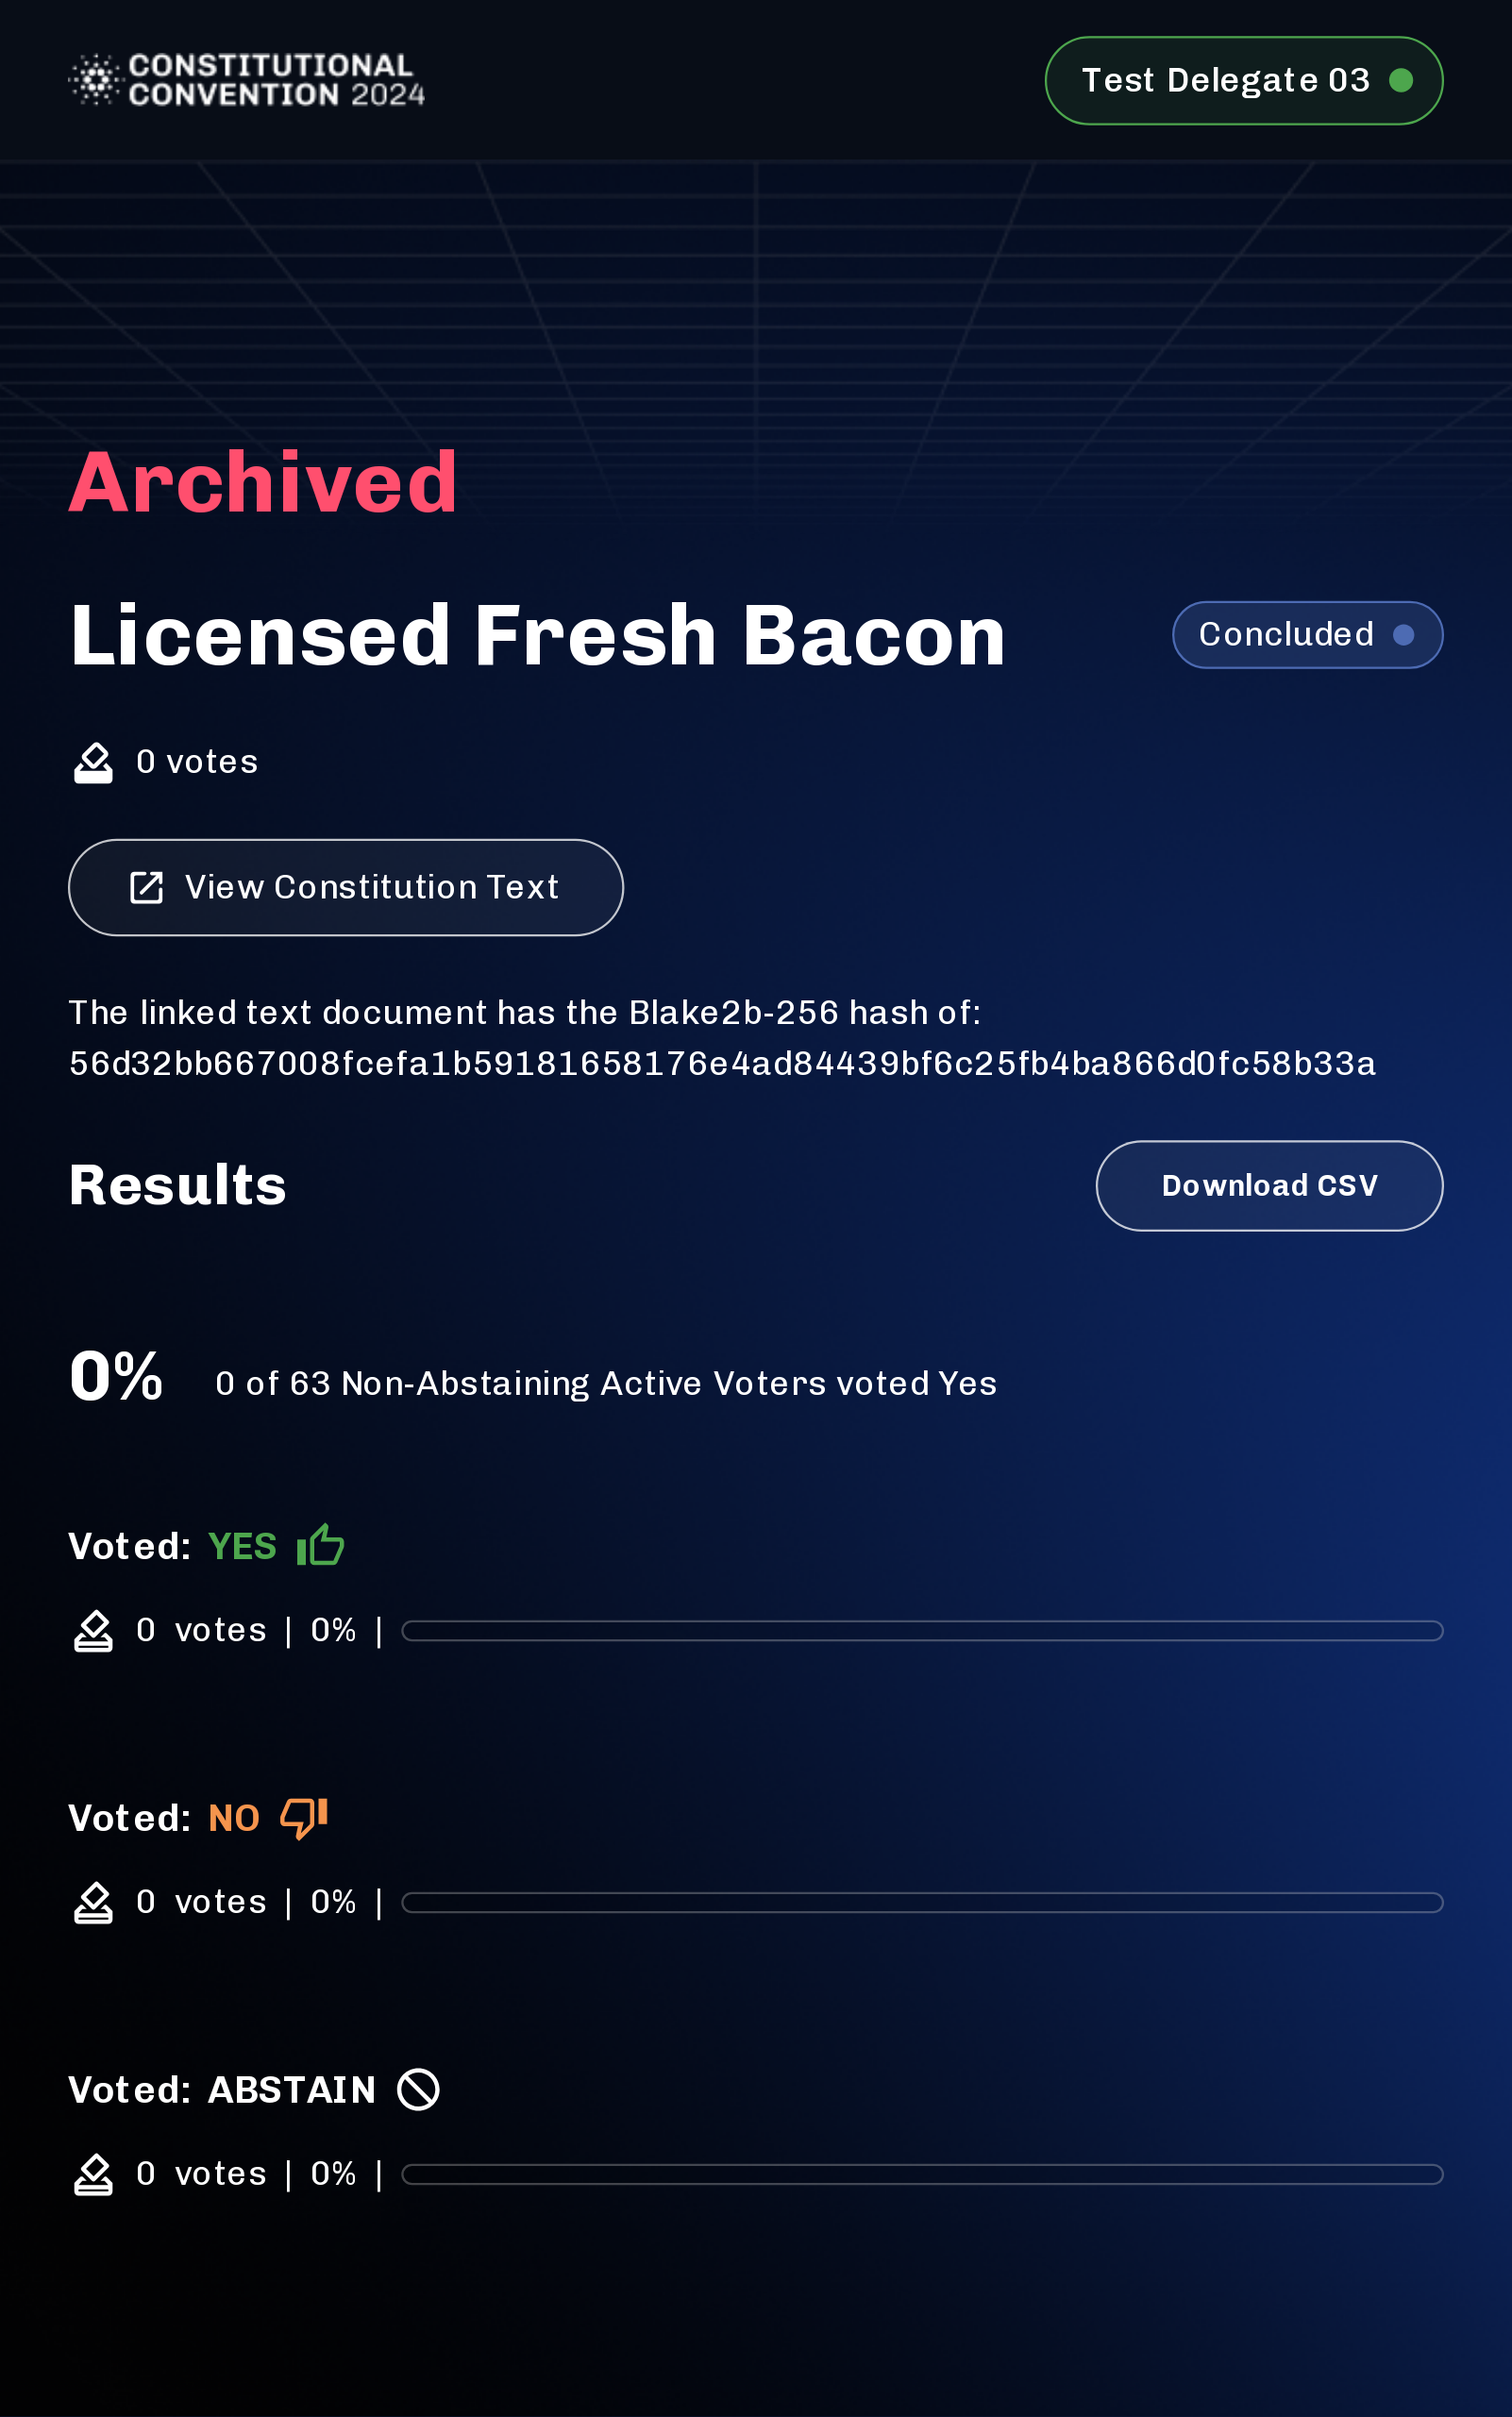 CONSTITUTIONAL
CONVENTION 2024
Test Delegate 03
Archived
Licensed Fresh Bacon
Concluded
0 votes
View Constitution Text
The linked text document has the Blake2b-256 hash of:
56d32bb667008fcefa1b59181658176e4ad84439bf6c25fb4ba866d0fc58b33a
Results
Download CSV
0% 0 of 63 Non-Abstaining Active Voters voted Yes
Voted: YES
0 votes | 0% |
Voted: NO
0 votes | 0% |
Voted: ABSTAIN
0 votes | 0% |